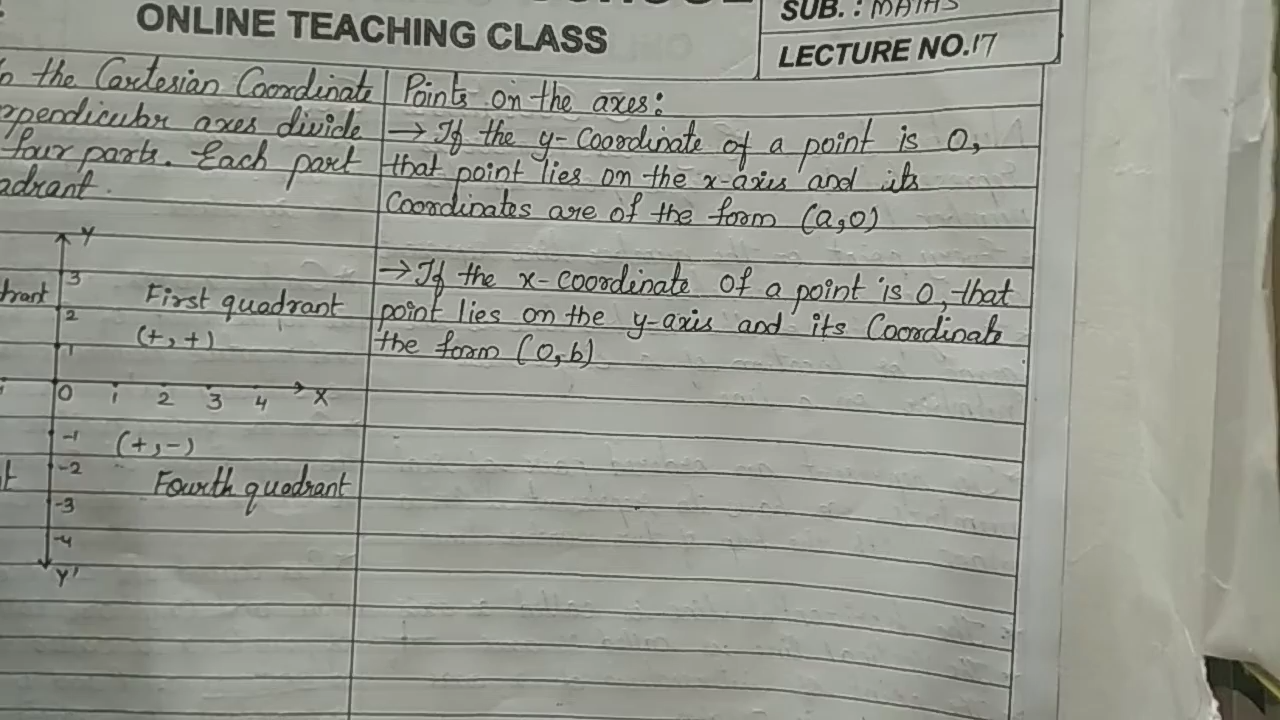 ONLINE TEACHING CLASS
SUB. : MATHS
LECTURE NO.17
the Cartesian Coordinate
axes divide
four parts. Each part
Y
3
2
1
First quadrant
(+, +)
0 1 2 3 4 X
-1
(+, -)
-2
Fourth quadrant
-3
-4
Y'
Points on the axes:
→ If the y-Coordinate of a point is 0,
that point lies on the x-axis and its
Coordinates are of the form (a,0)
→ If the x-coordinate of a point is 0, that
point lies on the y-axis and its Coordinate
the form (0,b)